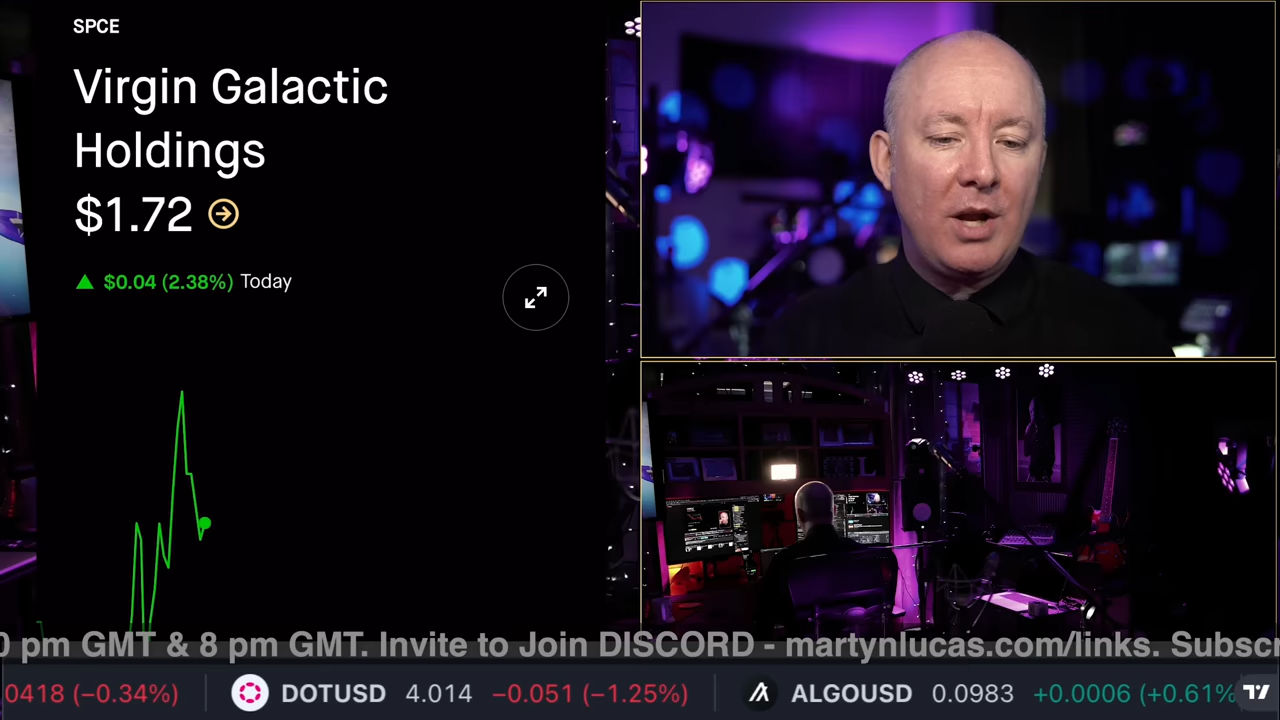 SPCE
Virgin Galactic
Holdings
$1.72
$0.04 (2.38%) Today
0 pm GMT & 8 pm GMT. Invite to Join DISCORD - martynlucas.com/links. Subscr
0418 (−0.34%) DOTUSD 4.014 −0.051 (−1.25%) ALGOUSD 0.0983 +0.0006 (+0.61%